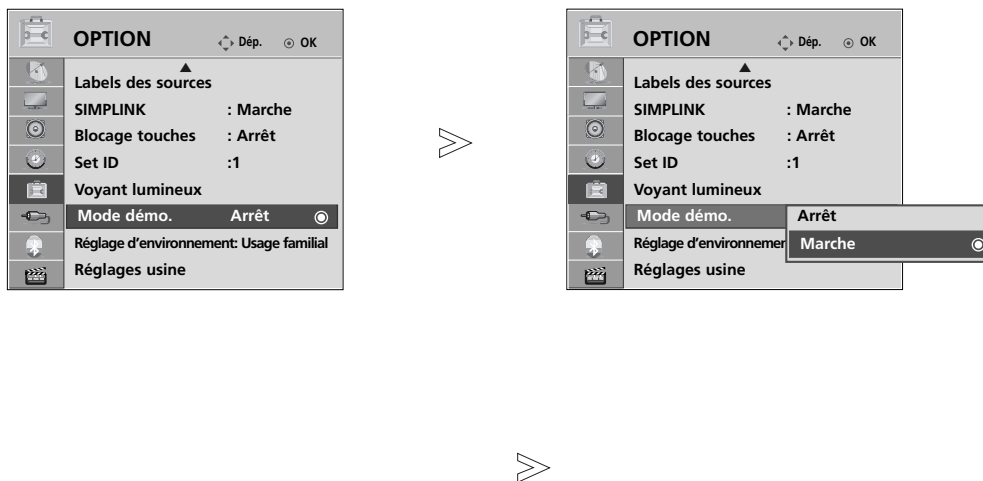 OPTION Dép. OK
Labels des sources
SIMPLINK : Marche
Blocage touches : Arrêt
Set ID :1
Voyant lumineux
Mode démo. Arrêt
Réglage d’environnement: Usage familial
Réglages usine
OPTION Dép. OK
Labels des sources
SIMPLINK : Marche
Blocage touches : Arrêt
Set ID :1
Voyant lumineux
Mode démo. Arrêt
Réglage d’environnemen Marche
Réglages usine